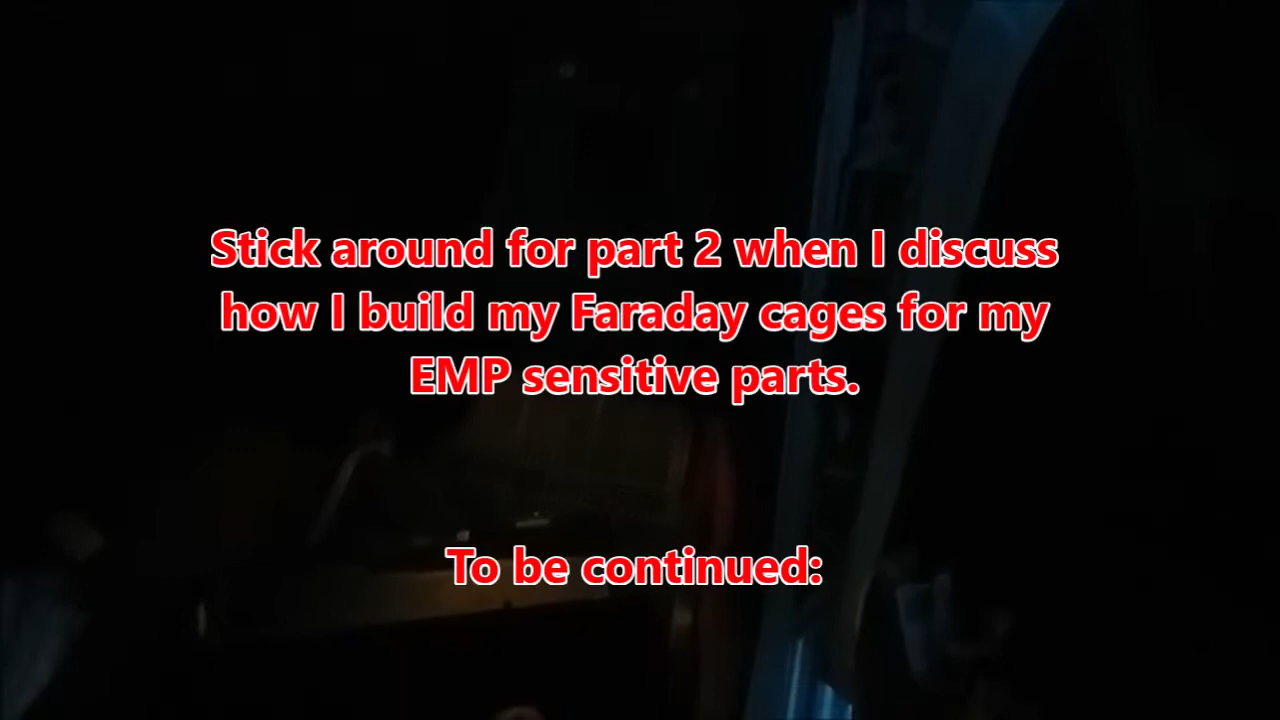 Stick around for part 2 when I discuss
how I build my Faraday cages for my
EMP sensitive parts.
To be continued: